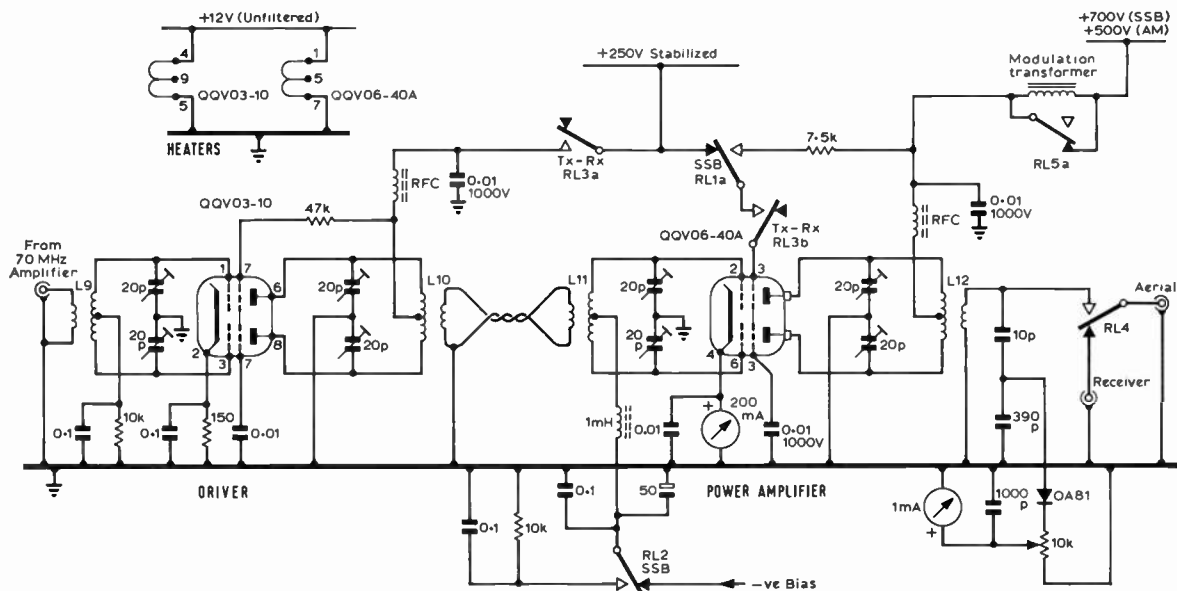 +12V (Unfiltered)
4
9
5
QQV03-10
1
5
7
QQV06-40A
HEATERS
+250V Stabilized
+700V (SSB)
+500V (AM)
Modulation
transformer
RL5a
7·5k
SSB
RL1a
Tx-Rx
RL3a
Tx-Rx
RL3b
RFC
0·01
1000V
RFC
0·01
1000V
QQV03-10
47k
QQV06-40A
From
70 MHz
Amplifier
L9
20p
20
p
1
7
2
3
7
6
8
20p
20p
L10
L11
20p
20
p
2
3
4
6
3
20p
20p
L12
10p
RL4
Aerial
Receiver
390
p
0·1
10k
0·1
150
0·01
1mH
0·01
200
mA
+
0·01
1000V
DRIVER
POWER AMPLIFIER
0·1
10k
0·1
50
RL2
SSB
-ve Bias
+
1mA
1000
p
OA81
10k